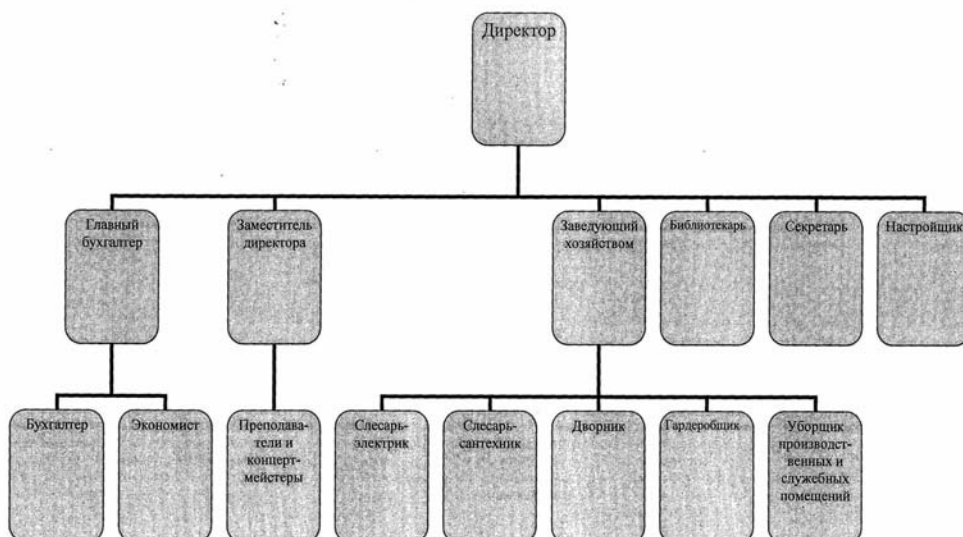 Директор
Главный
бухгалтер
Заместитель
директора
Заведующий
хозяйством
Библиотекарь
Секретарь
Настройщик
Бухгалтер
Экономист
Преподава-
тели и
концерт-
мейстеры
Слесарь-
электрик
Слесарь-
сантехник
Дворник
Гардеробщик
Уборщик
производст-
венных и
служебных
помещений